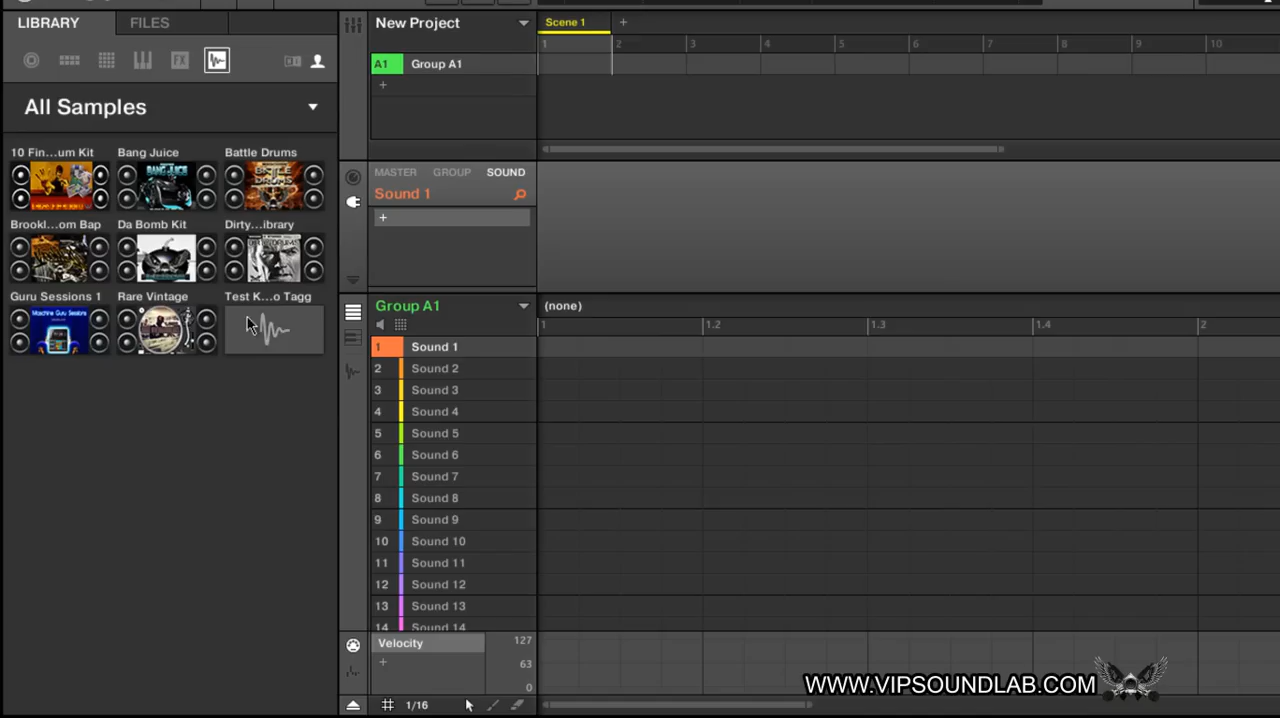 LIBRARY FILES
New Project
Scene 1 +
1 2 3 4 5 6 7 8 9 10
A1 Group A1
+
All Samples
10 Fin...um Kit Bang Juice Battle Drums
BANG JUICE BATTLE DRUMS
MASTER GROUP SOUND
Sound 1
+
Brookl...om Bap Da Bomb Kit Dirty...ibrary
Guru Sessions 1 Rare Vintage Test K...o Tagg
Group A1 (none)
1 1.2 1.3 1.4 2
1 Sound 1
2 Sound 2
3 Sound 3
4 Sound 4
5 Sound 5
6 Sound 6
7 Sound 7
8 Sound 8
9 Sound 9
10 Sound 10
11 Sound 11
12 Sound 12
13 Sound 13
14 Sound 14
Velocity 127
+ 63
0
1/16
WWW.VIPSOUNDLAB.COM